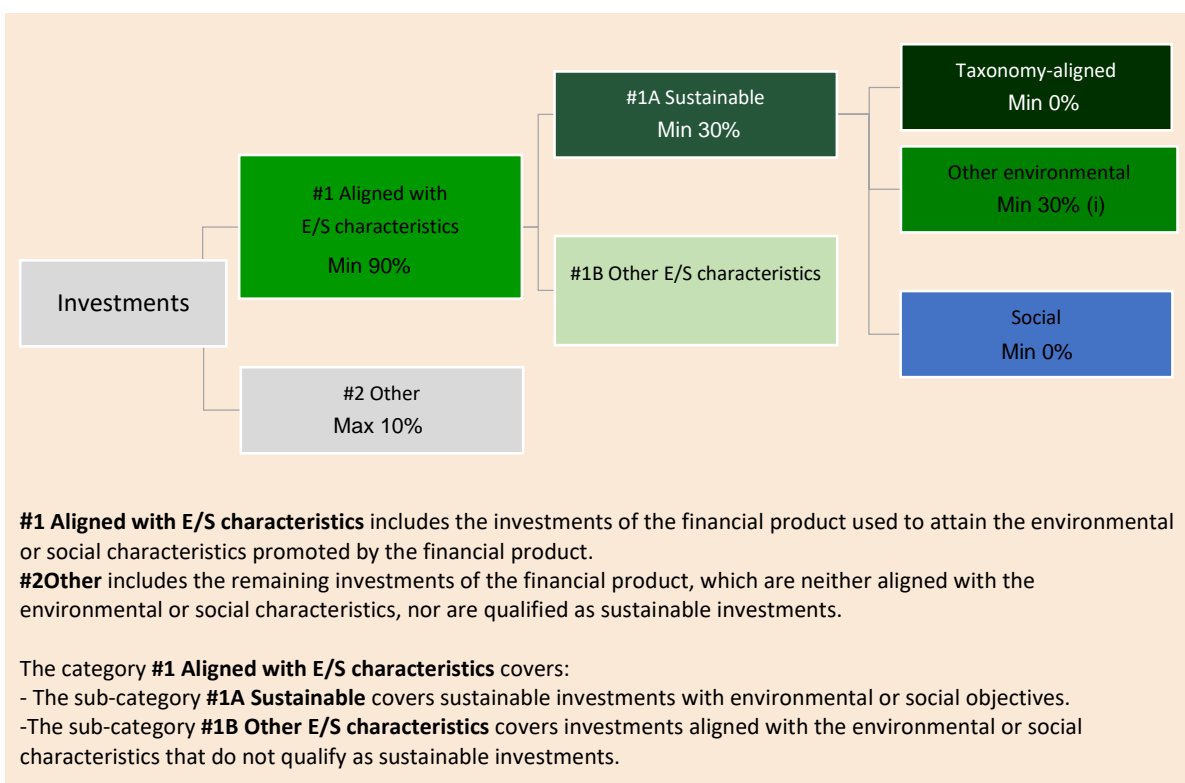 Investments
#1 Aligned with
E/S characteristics
Min 90%
#2 Other
Max 10%
#1A Sustainable
Min 30%
#1B Other E/S characteristics
Taxonomy-aligned
Min 0%
Other environmental
Min 30% (i)
Social
Min 0%
#1 Aligned with E/S characteristics includes the investments of the financial product used to attain the environmental
or social characteristics promoted by the financial product.
#2Other includes the remaining investments of the financial product, which are neither aligned with the
environmental or social characteristics, nor are qualified as sustainable investments.
The category #1 Aligned with E/S characteristics covers:
- The sub-category #1A Sustainable covers sustainable investments with environmental or social objectives.
-The sub-category #1B Other E/S characteristics covers investments aligned with the environmental or social
characteristics that do not qualify as sustainable investments.